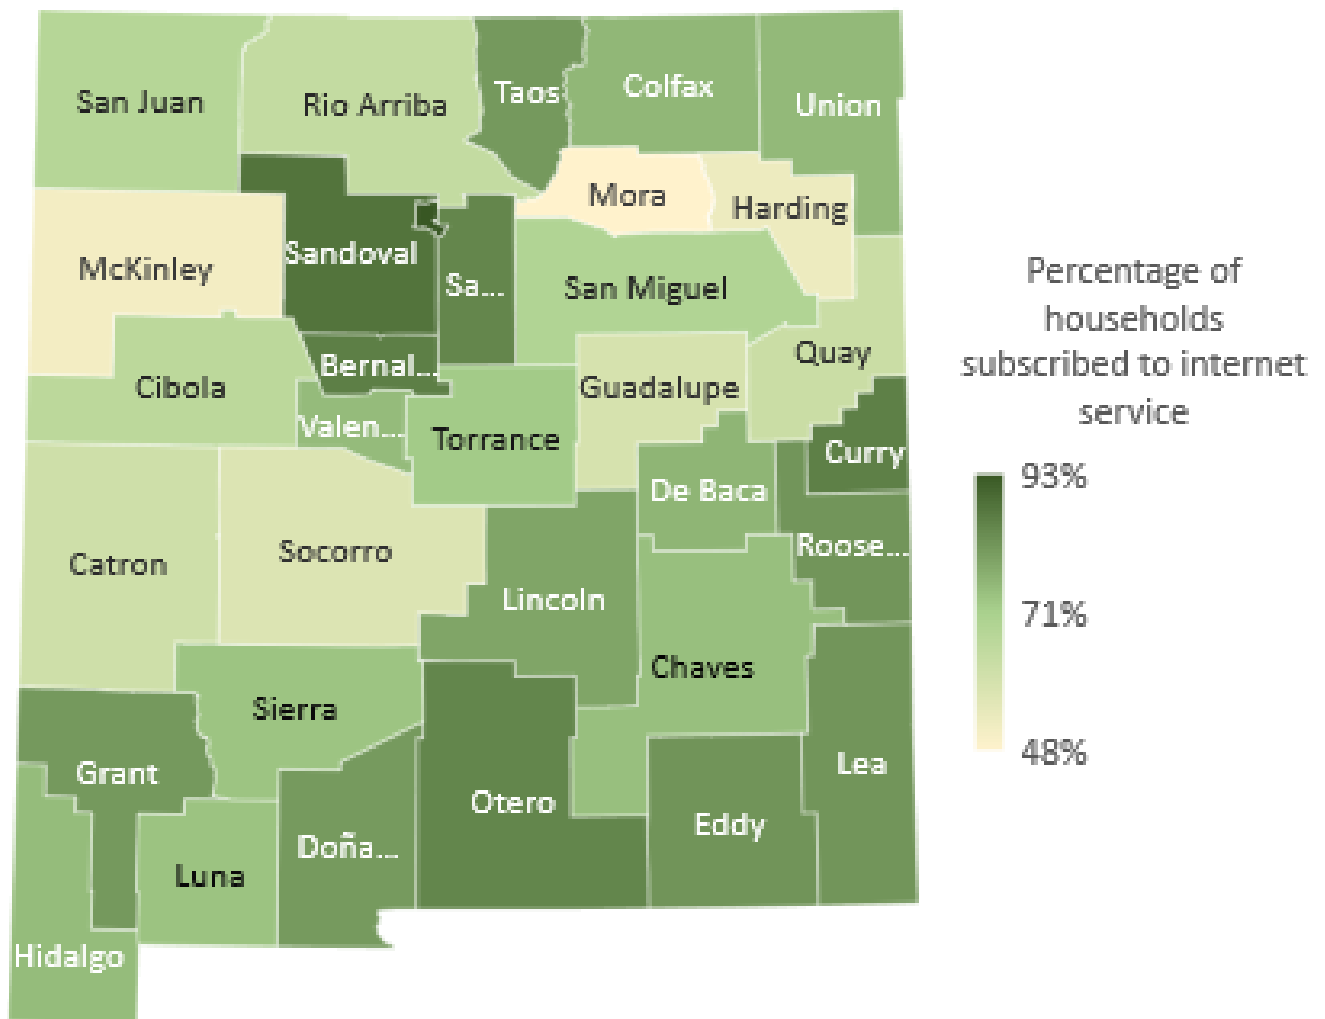 San Juan
Rio Arriba
Taos
Colfax
Union
Mora
Harding
McKinley
Sandoval
Sa...
San Miguel
Quay
Bernal...
Cibola
Guadalupe
Valen...
Torrance
Curry
De Baca
Roose...
Catron
Socorro
Lincoln
Chaves
Sierra
Grant
Otero
Lea
Eddy
Doña...
Luna
Hidalgo
Percentage of
households
subscribed to internet
service
93%
71%
48%